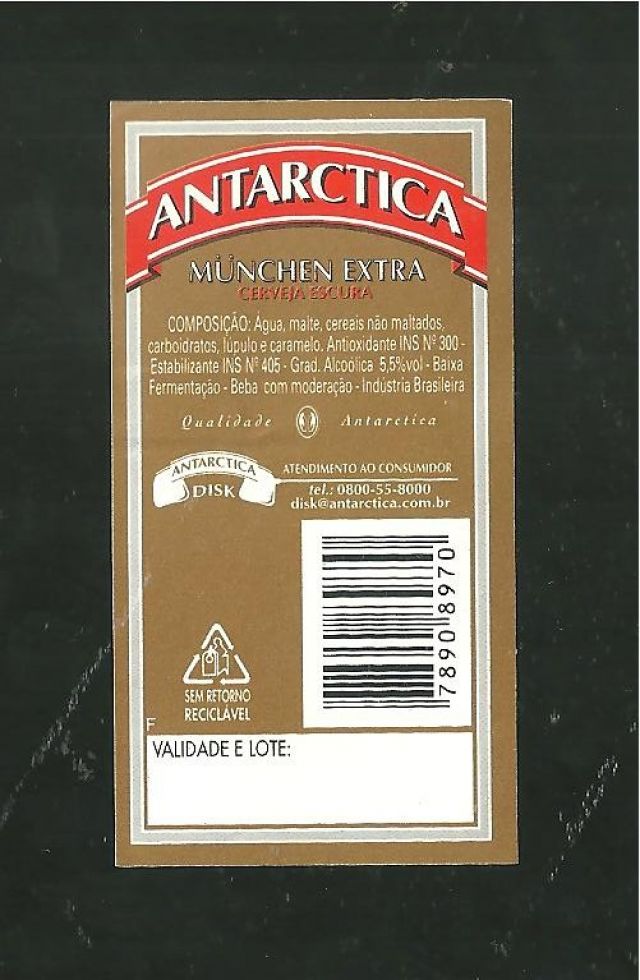 ANTARCTICA
MÜNCHEN EXTRA
CERVEJA ESCURA
COMPOSIÇÃO: Água, malte, cereais não maltados,
carboidratos, lúpulo e caramelo. Antioxidante INS Nº 300 -
Estabilizante INS Nº 405 - Grad. Alcoólica 5,5%vol - Baixa
Fermentação - Beba com moderação - Indústria Brasileira
Qualidade Antarctica
ANTARCTICA
DISK
ATENDIMENTO AO CONSUMIDOR
tel.: 0800-55-8000
disk@antarctica.com.br
7890 8970
SEM RETORNO
RECICLÁVEL
F
VALIDADE E LOTE: